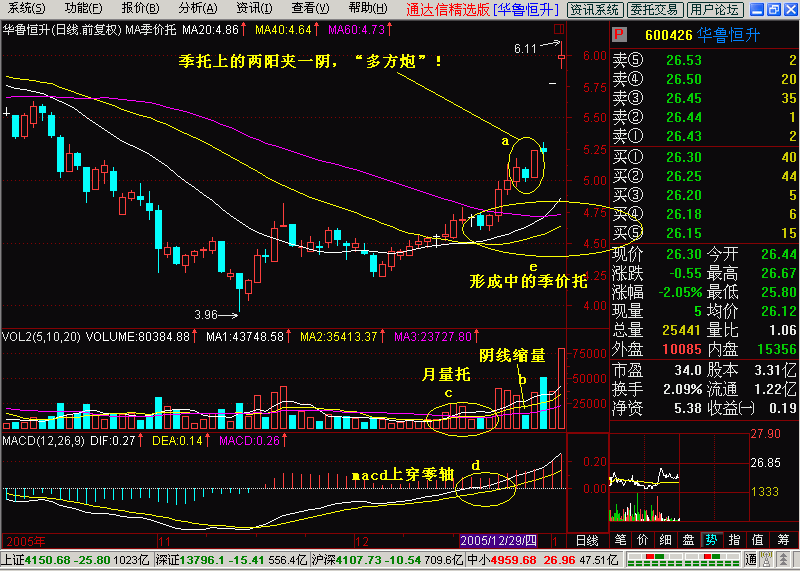 系统(S) 功能(F) 报价(B) 分析(A) 资讯(I) 查看(V) 帮助(H) 通达信精选版 [华鲁恒升] 资讯系统 委托交易 用户论坛
华鲁恒升(日线.前复权) MA季价托 MA20:4.86↑ MA40:4.64↑ MA60:4.73↑
P 600426 华鲁恒升
6.11
6.00
季托上的两阳夹一阴，“多方炮”！
卖⑤ 26.53 2
卖④ 26.50 20
5.75
卖③ 26.45 35
5.50
卖② 26.44 1
卖① 26.43 2
a
5.25
买① 26.30 40
买② 26.25 44
5.00
买③ 26.20 5
4.75
买④ 26.18 6
买⑤ 26.15 15
4.50
现价 26.30 今开 26.44
e
涨跌 -0.55 最高 26.67
4.25
形成中的季价托
涨幅 -2.05% 最低 25.80
4.00
3.96
现量 5 均价 26.12
总量 25441 量比 1.06
VOL2(5,10,20) VOLUME:80384.88↑ MA1:43748.58↑ MA2:35413.37↑ MA3:23727.80↑
外盘 10085 内盘 15356
75000
阴线缩量
市盈 34.0 股本 3.31亿
月量托
50000
b
换手 2.09% 流通 1.22亿
c
25000
净资 5.38 收益㈠ 0.19
MACD(12,26,9) DIF:0.27↑ DEA:0.14↑ MACD:0.26↑
27.90
0.20
26.85
d
macd上穿零轴
0.00
1333
2005年 11 12 2005/12/29/四 1 日线 笔 价 细 盘 势 指 值 筹
上证4150.68 -25.80 1023亿 深证13796.1 -15.41 556.4亿 沪深4107.73 -10.54 709.6亿 中小4959.68 26.96 47.51亿 通